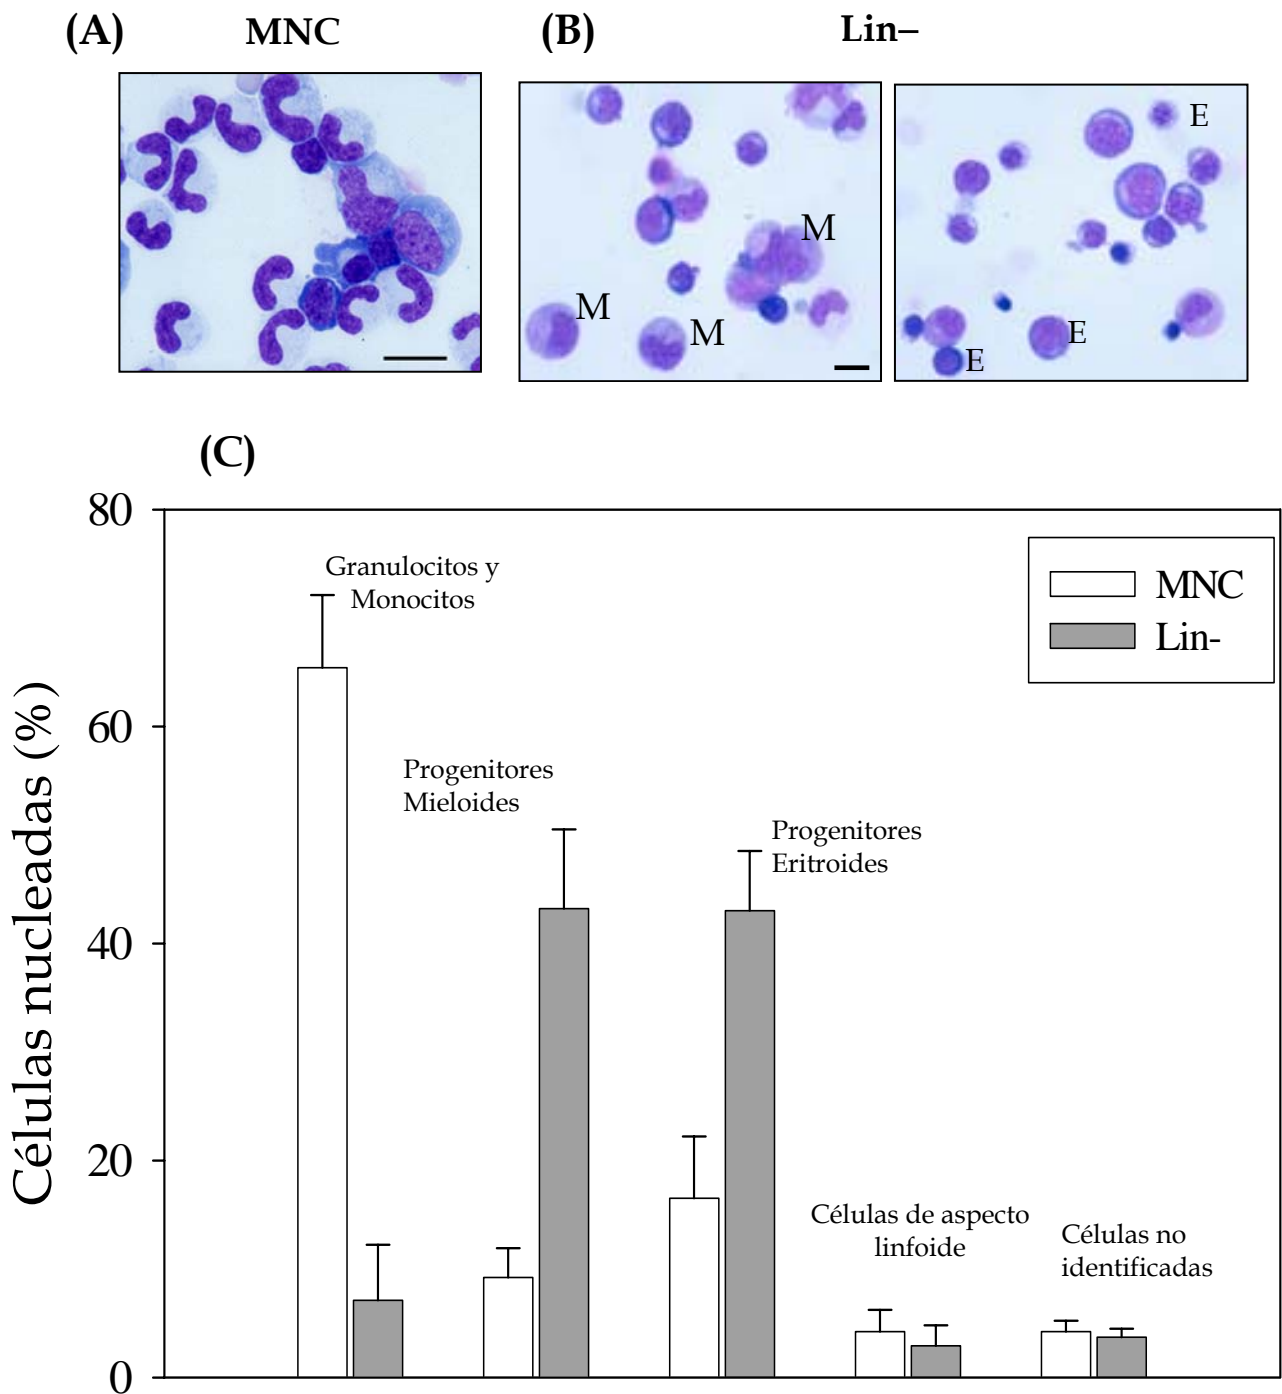 (A)
MNC
(B)
Lin–
M
M
M
E
E
E
(C)
Células nucleadas (%)
80
60
40
20
0
Granulocitos y
Monocitos
Progenitores
Mieloides
Progenitores
Eritroides
Células de aspecto
linfoide
Células no
identificadas
MNC
Lin-